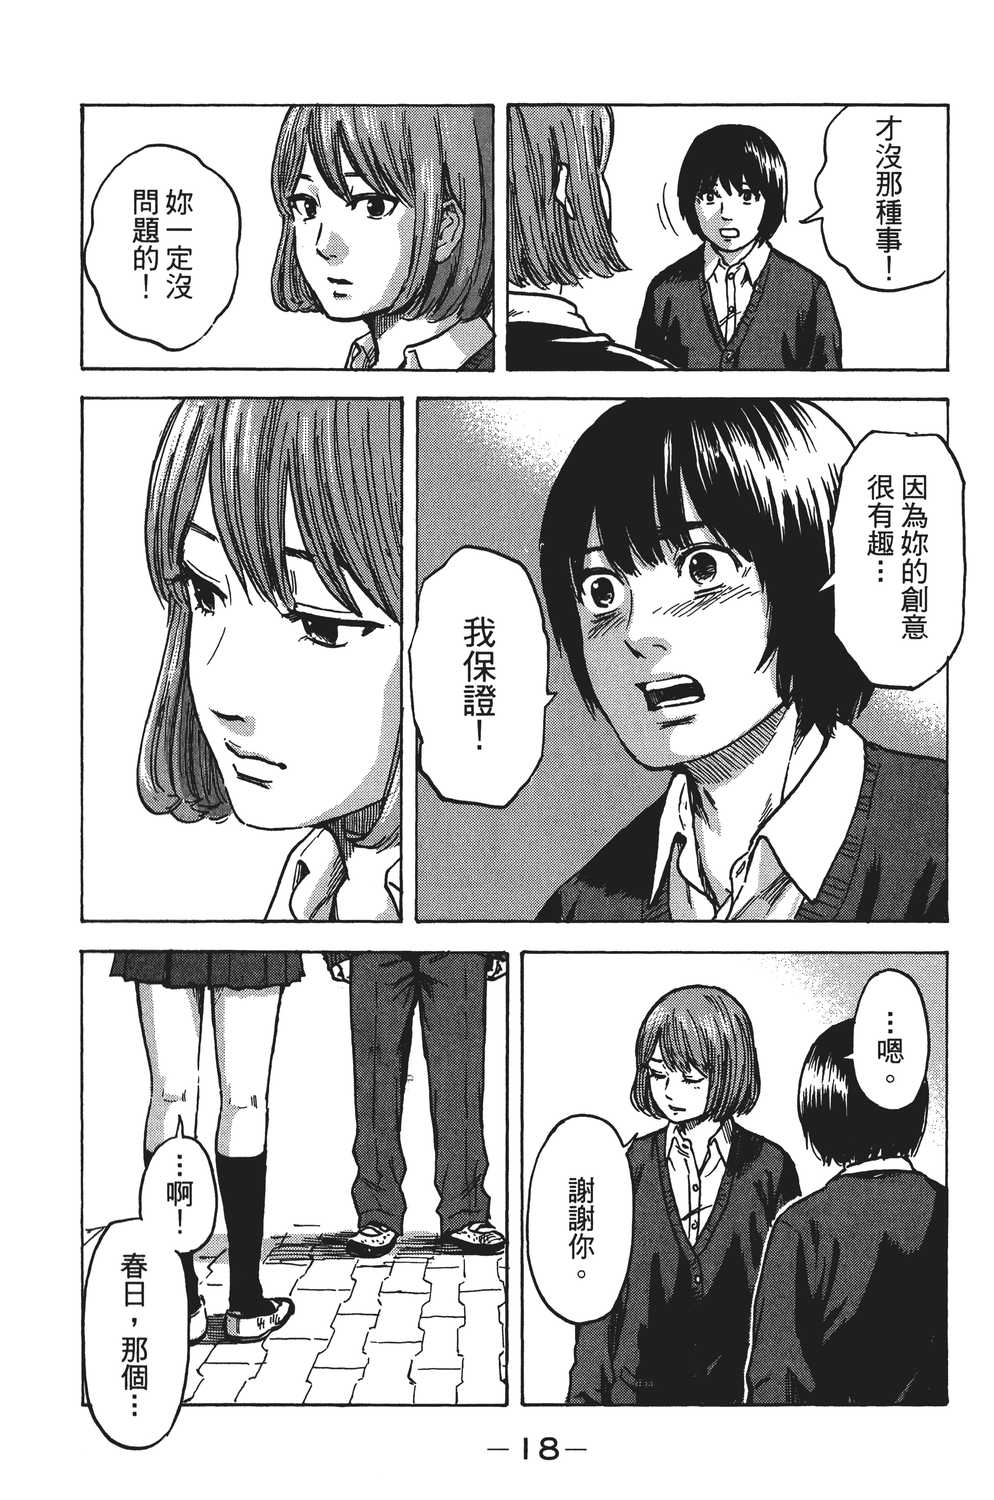 才沒那種事！
妳一定沒
問題的！
因為妳的創意
很有趣…
我保證！
…嗯。
謝謝你。
…啊！
春日，那個…
—18—